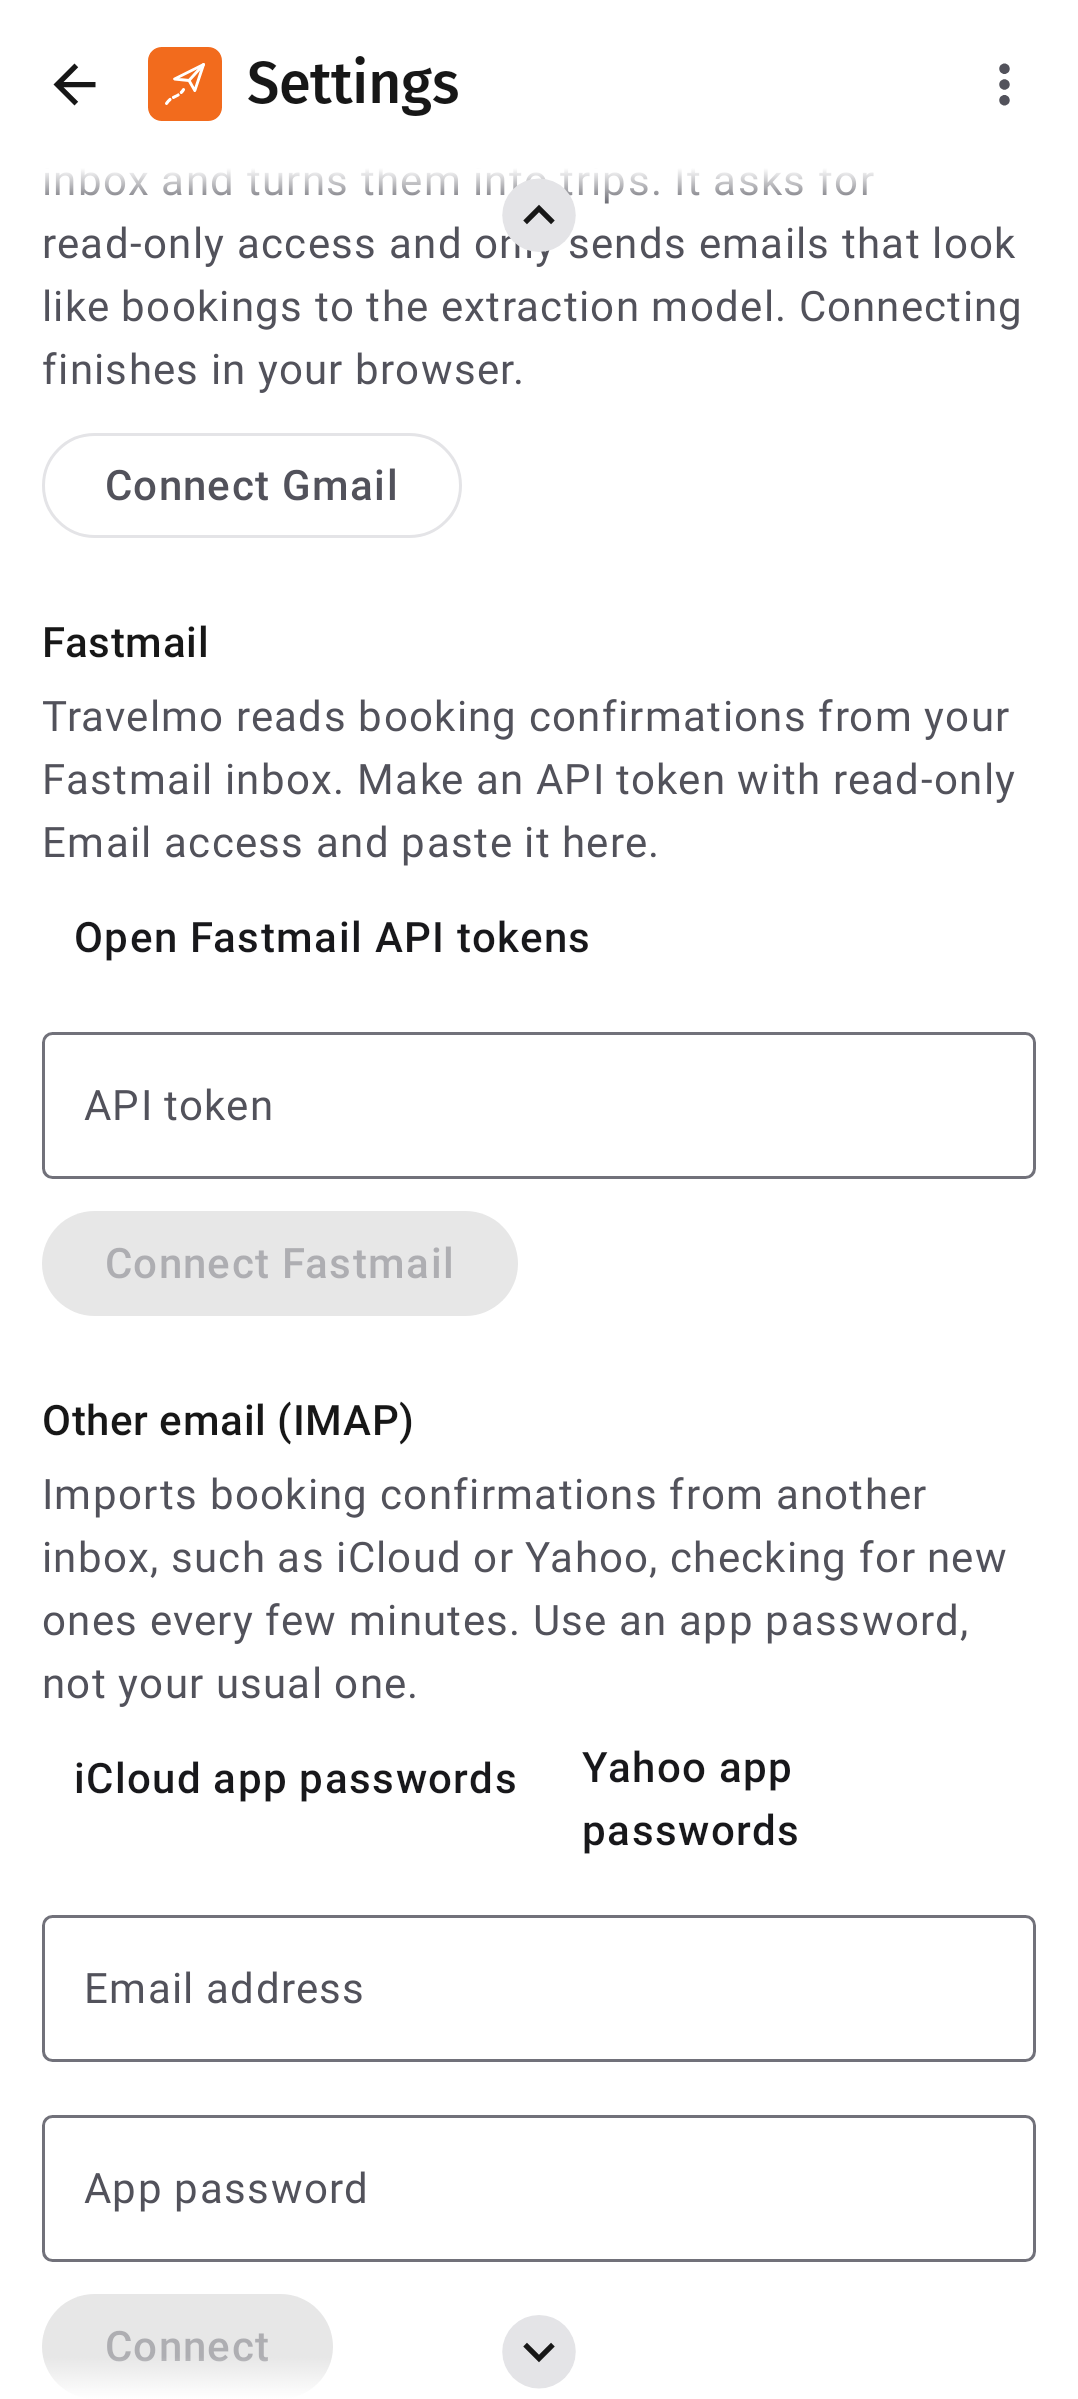 Settings
inbox and turns them into trips. It asks for
read-only access and only sends emails that look
like bookings to the extraction model. Connecting
finishes in your browser.
Connect Gmail
Fastmail
Travelmo reads booking confirmations from your
Fastmail inbox. Make an API token with read-only
Email access and paste it here.
Open Fastmail API tokens
API token
Connect Fastmail
Other email (IMAP)
Imports booking confirmations from another
inbox, such as iCloud or Yahoo, checking for new
ones every few minutes. Use an app password,
not your usual one.
iCloud app passwords
Yahoo app
passwords
Email address
App password
Connect